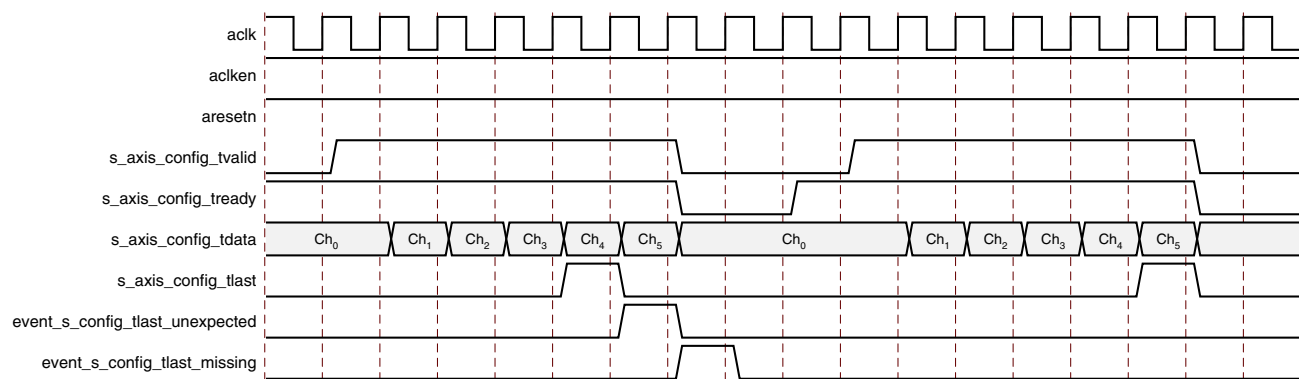 aclk
aclken
aresetn
s_axis_config_tvalid
s_axis_config_tready
s_axis_config_tdata Ch0 Ch1 Ch2 Ch3 Ch4 Ch5 Ch0 Ch1 Ch2 Ch3 Ch4 Ch5
s_axis_config_tlast
event_s_config_tlast_unexpected
event_s_config_tlast_missing